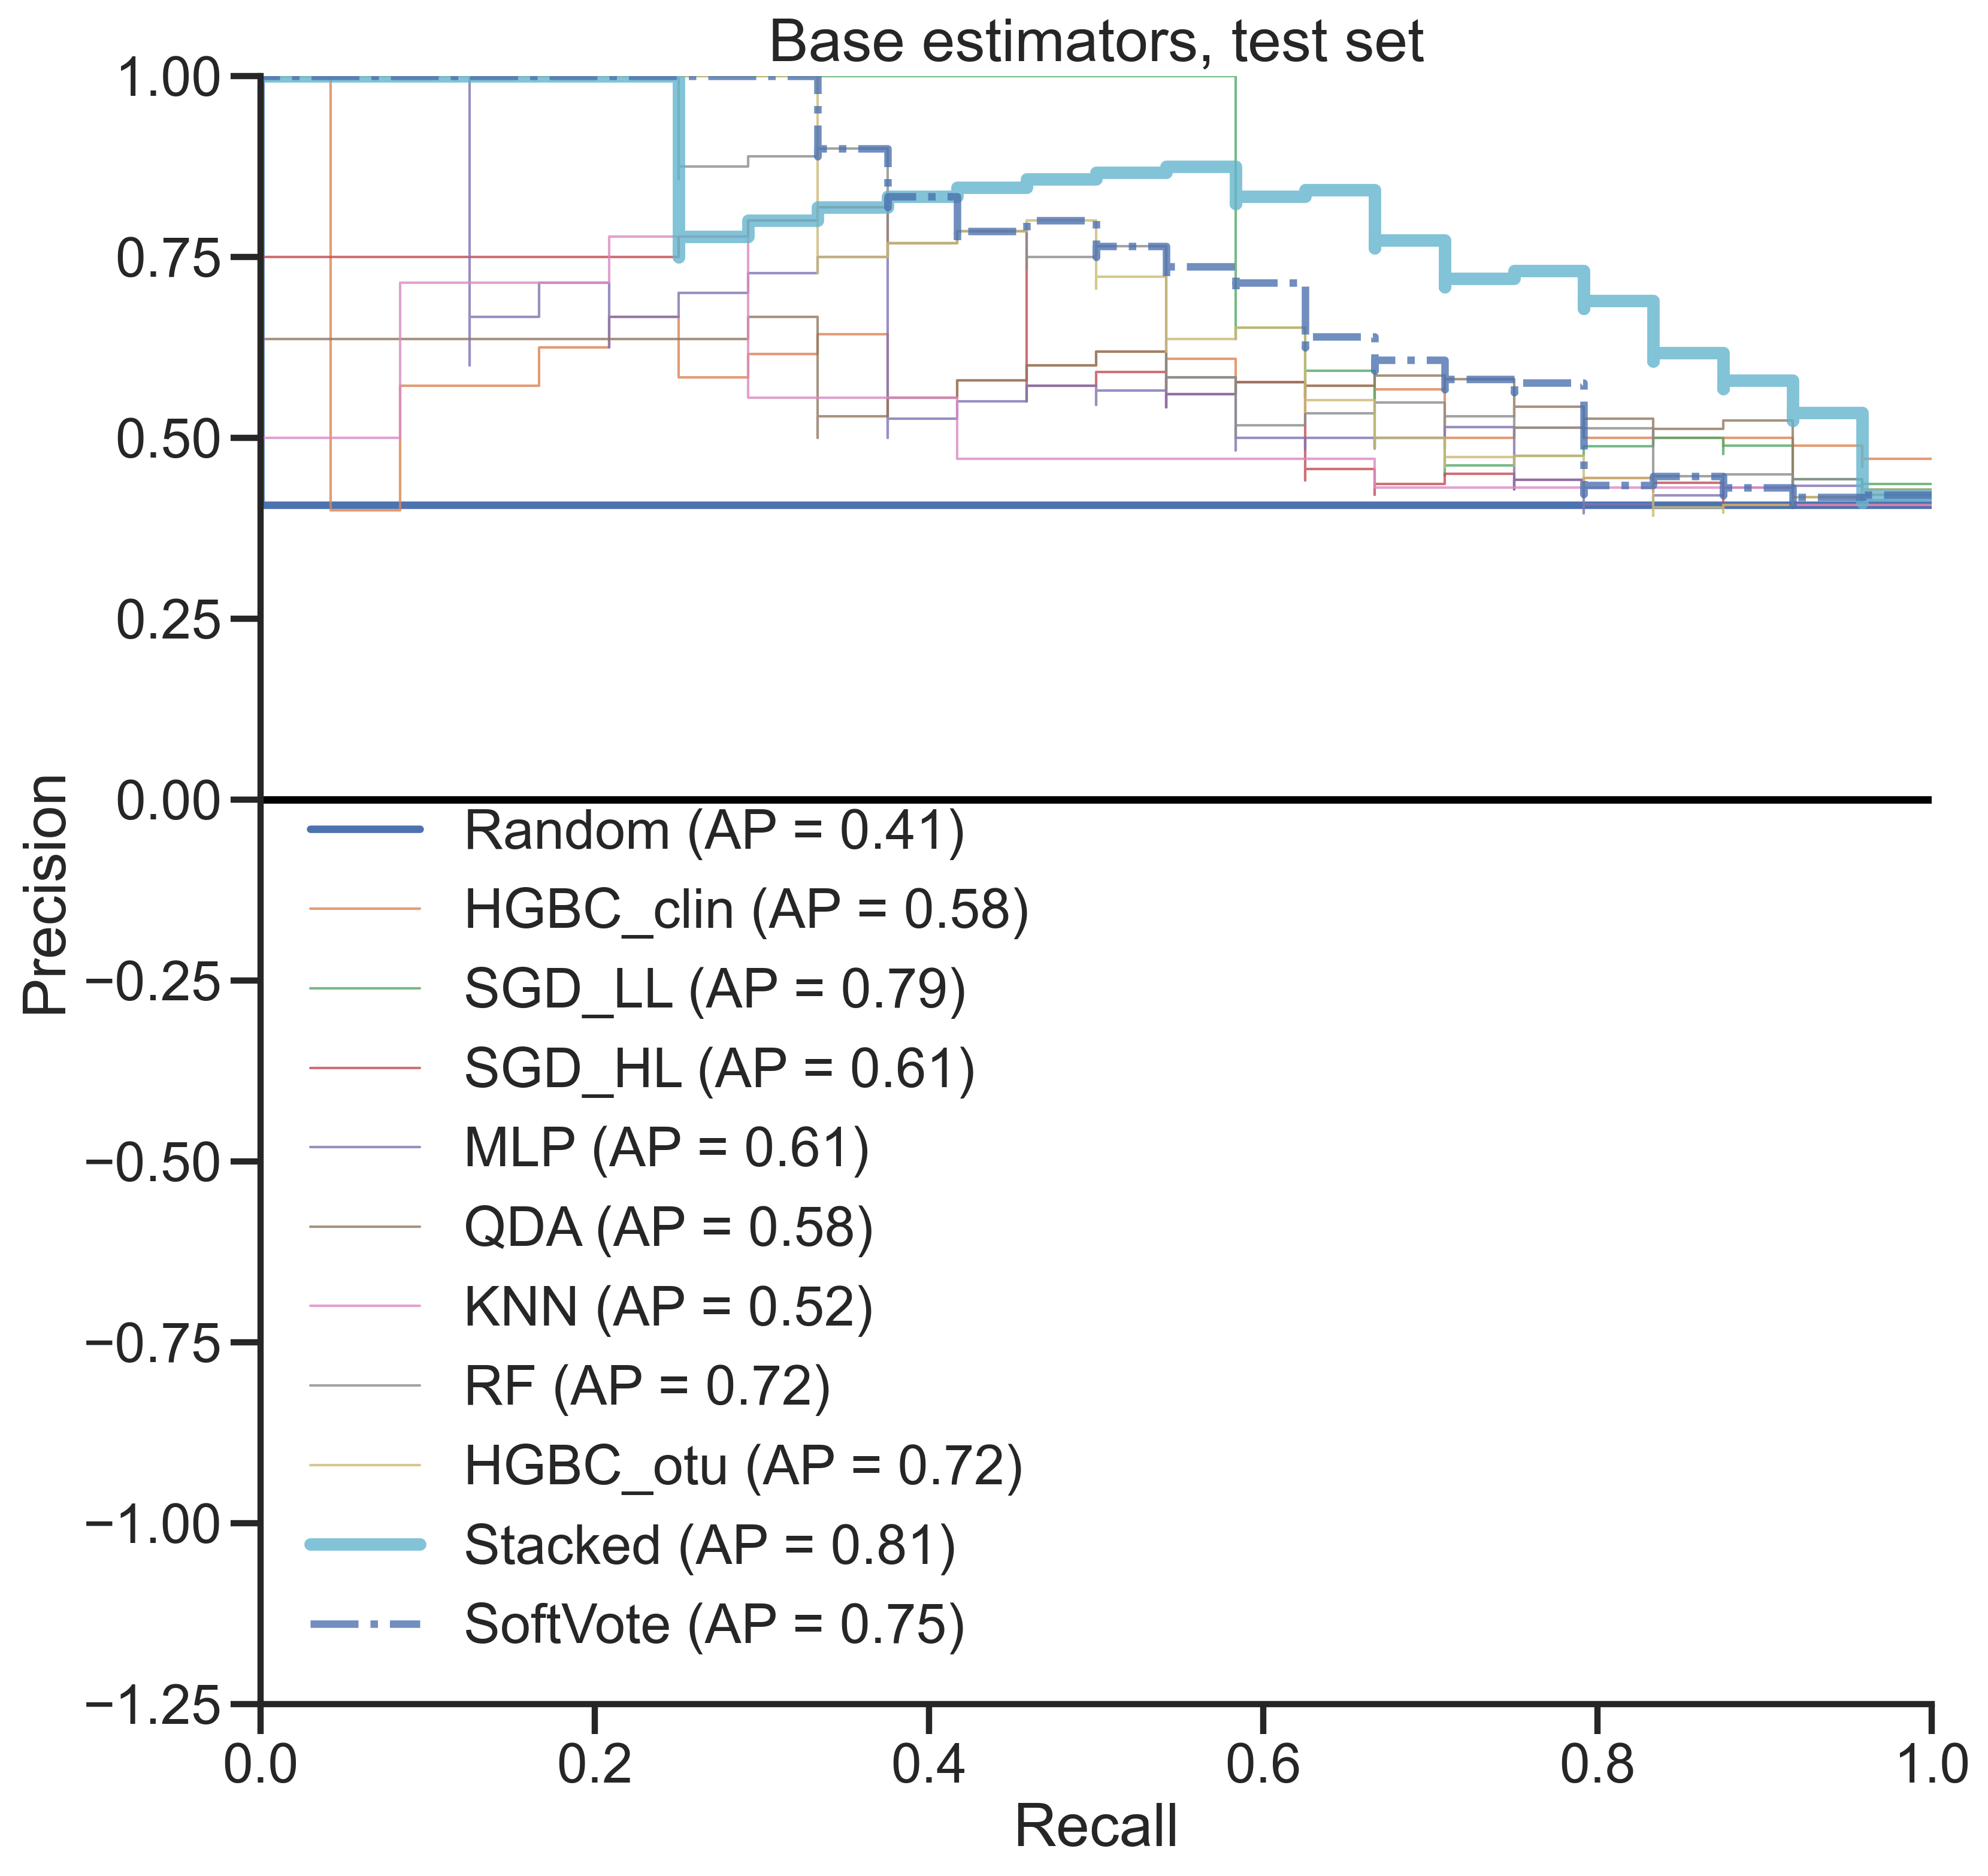 Base estimators, test set
1.00
0.75
0.50
0.25
0.00
−0.25
−0.50
−0.75
−1.00
−1.25
Precision
Random (AP = 0.41)
HGBC_clin (AP = 0.58)
SGD_LL (AP = 0.79)
SGD_HL (AP = 0.61)
MLP (AP = 0.61)
QDA (AP = 0.58)
KNN (AP = 0.52)
RF (AP = 0.72)
HGBC_otu (AP = 0.72)
Stacked (AP = 0.81)
SoftVote (AP = 0.75)
0.0 0.2 0.4 0.6 0.8 1.0
Recall